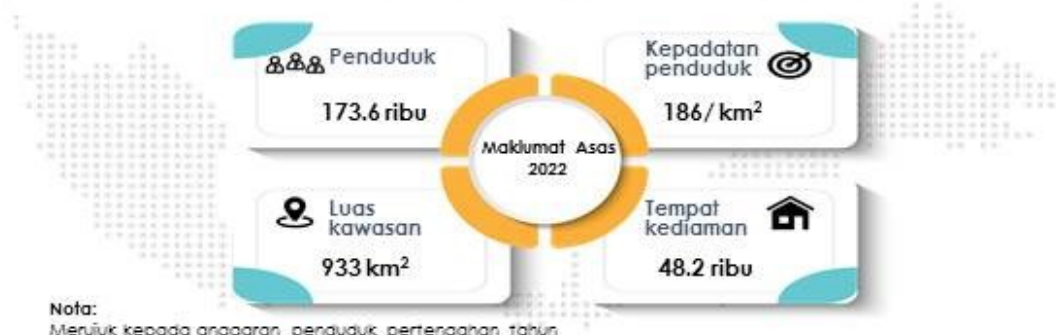 Penduduk
173.6 ribu
Kepadatan
penduduk
186/ km²
Maklumat Asas
2022
Luas
kawasan
933 km²
Tempat
kediaman
48.2 ribu
Nota:
Merujuk kepada anggaran penduduk pertengahan tahun